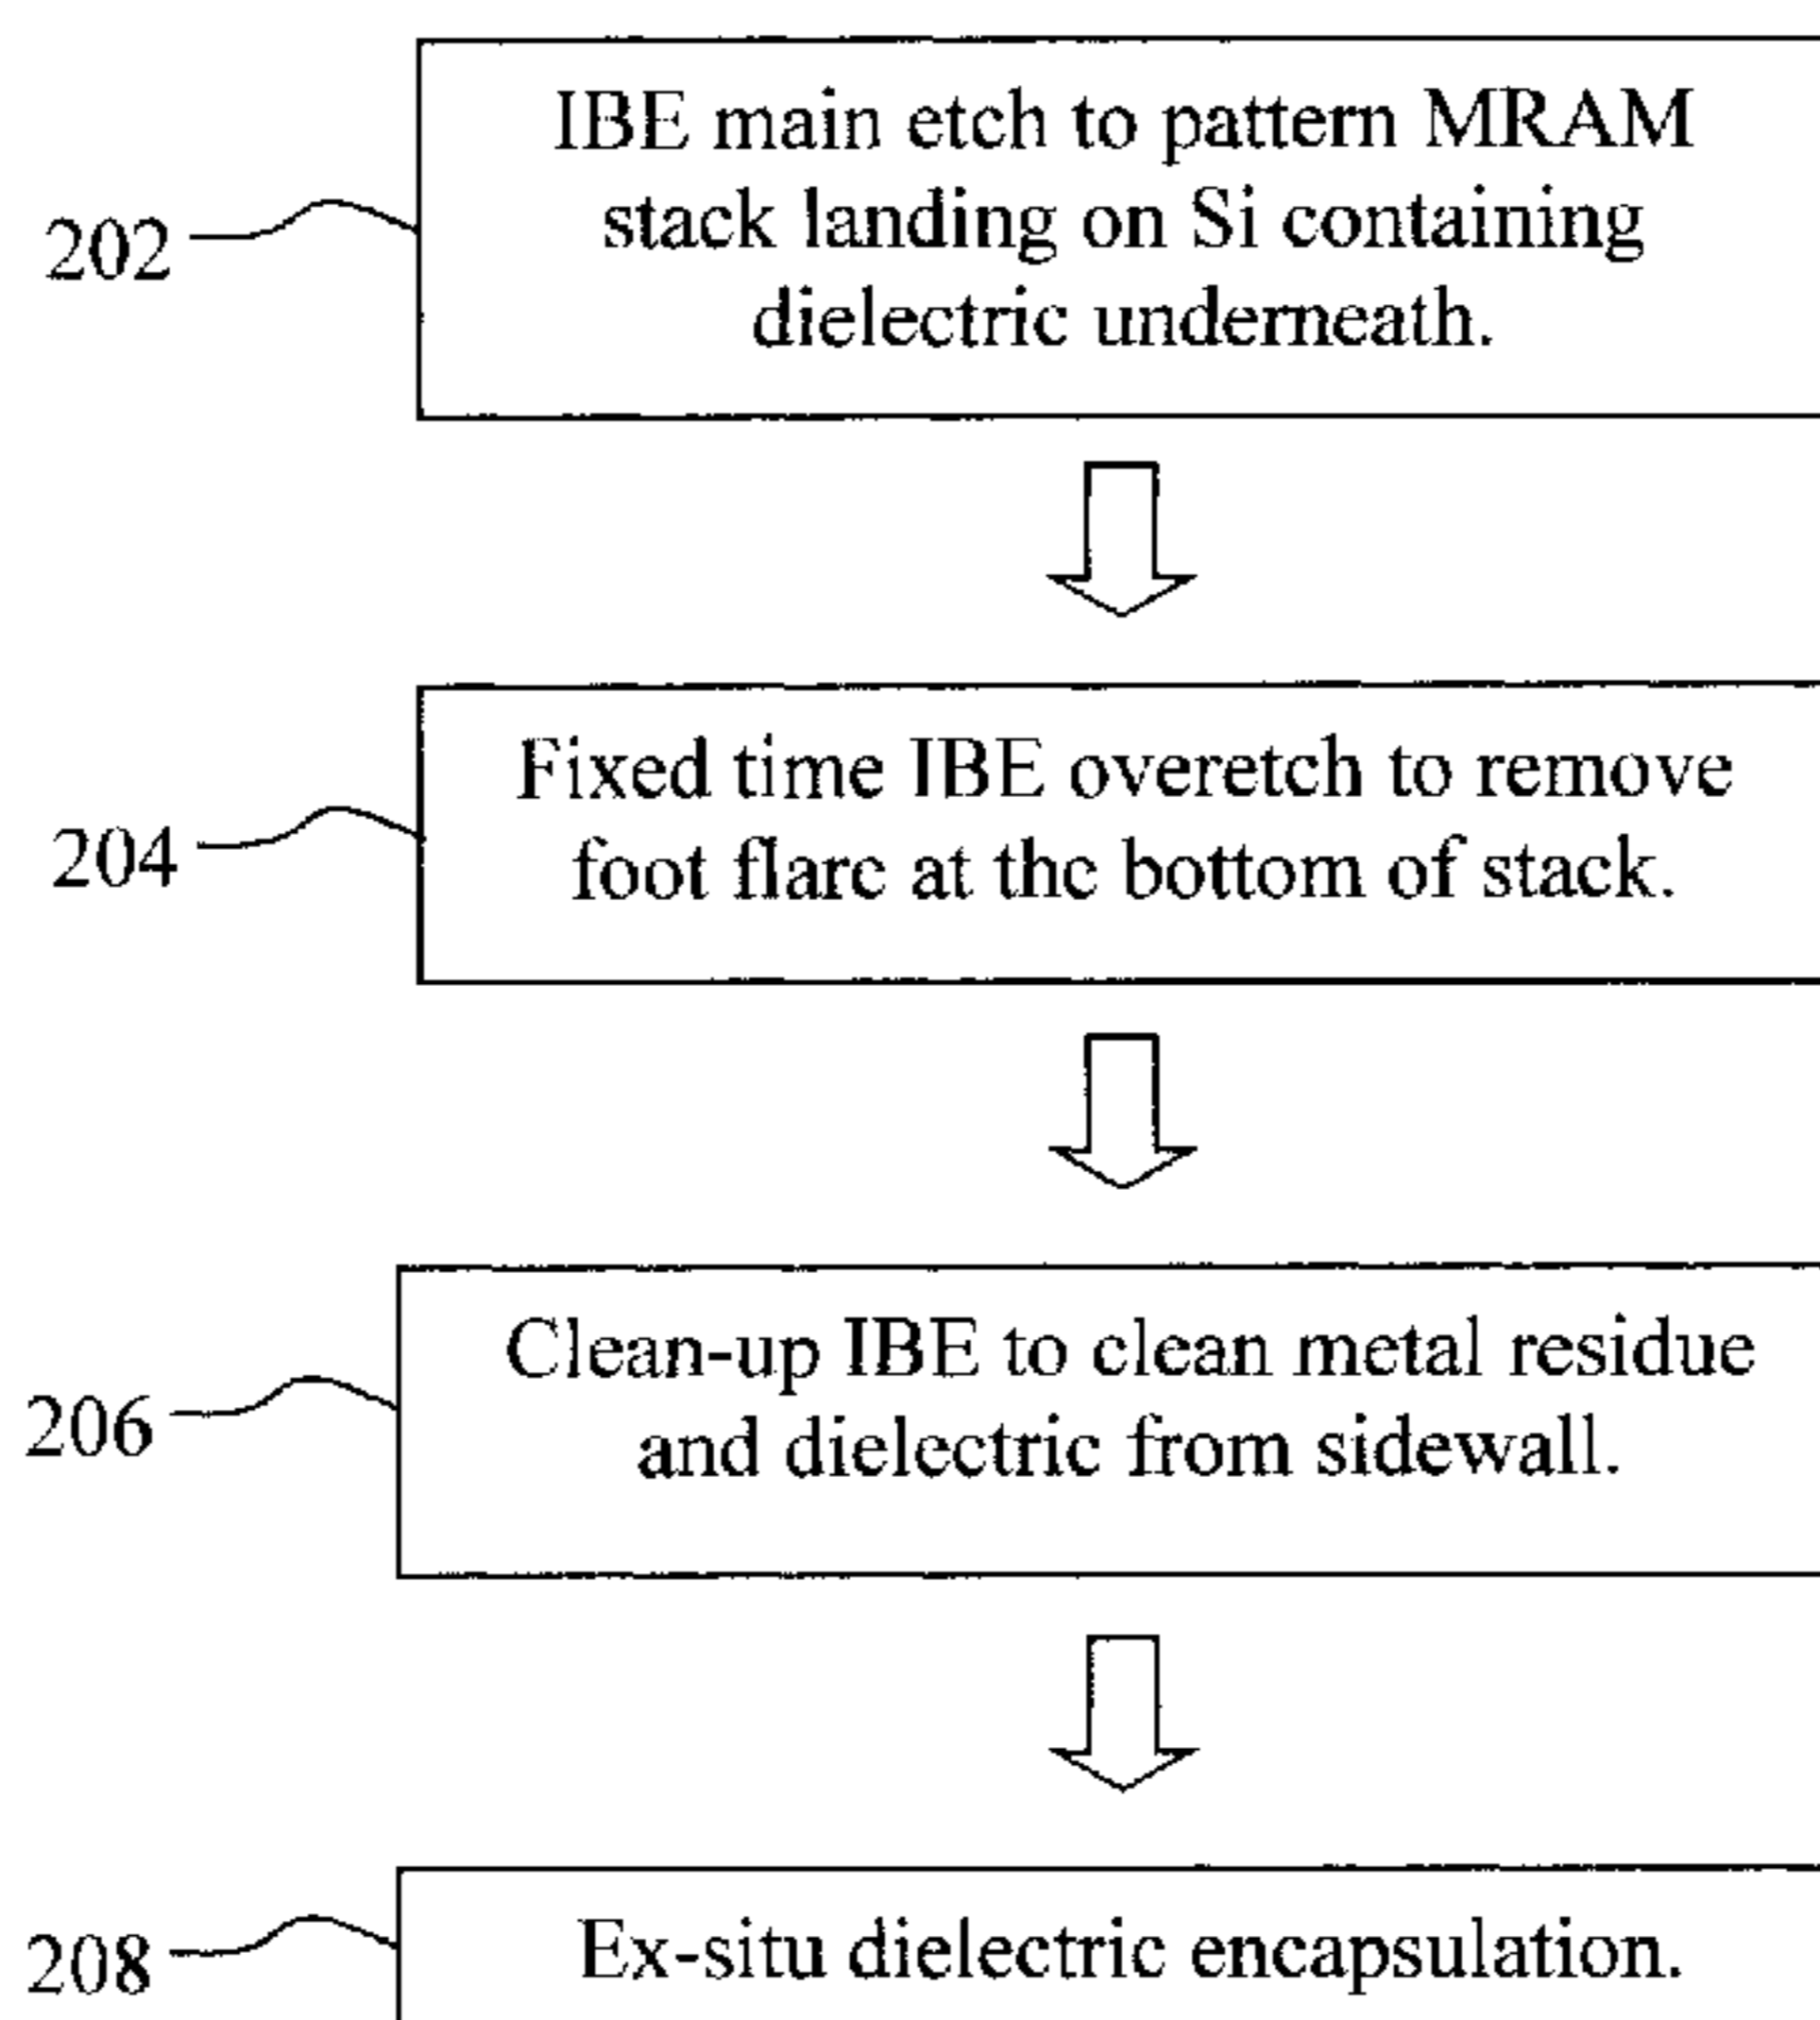 IBE main etch to pattern MRAM
stack landing on Si containing
dielectric underneath.
202
Fixed time IBE overetch to remove
foot flare at the bottom of stack.
204
Clean-up IBE to clean metal residue
and dielectric from sidewall.
206
Ex-situ dielectric encapsulation.
208